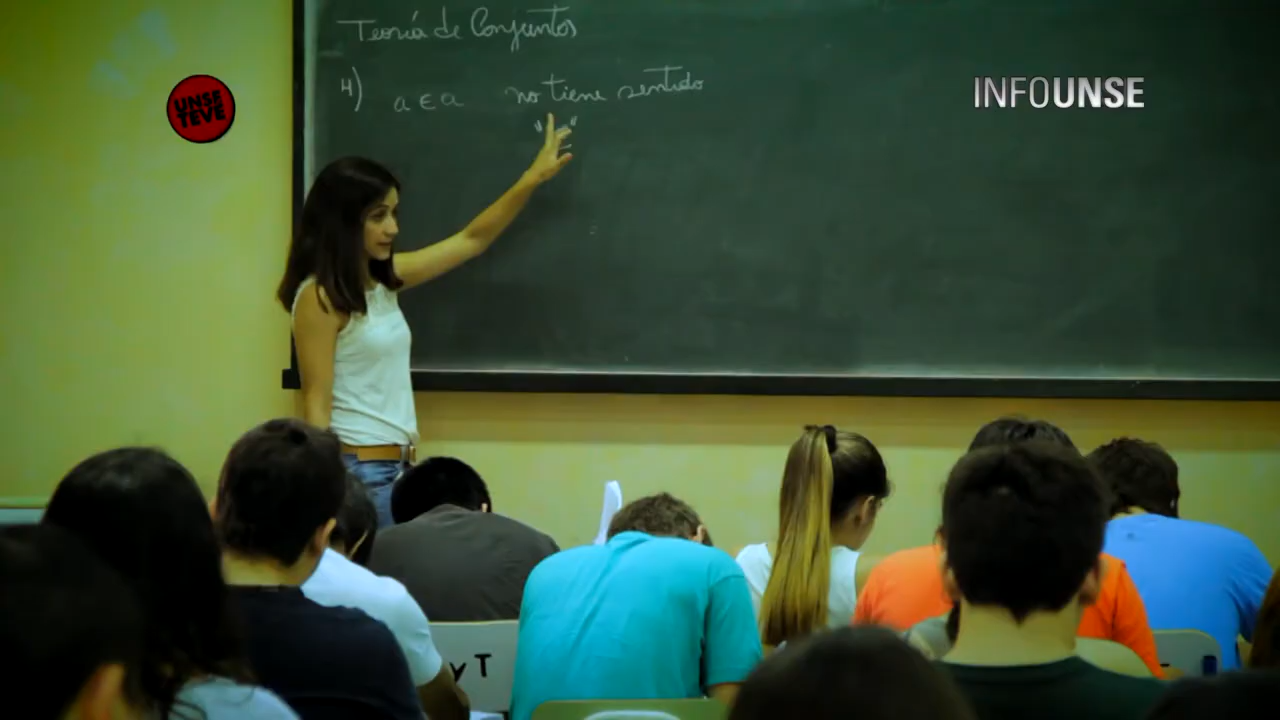 Teoría de Conjuntos
4) a ∈ a no tiene sentido
" = "
UNSE
TEVE
INFOUNSE
y T